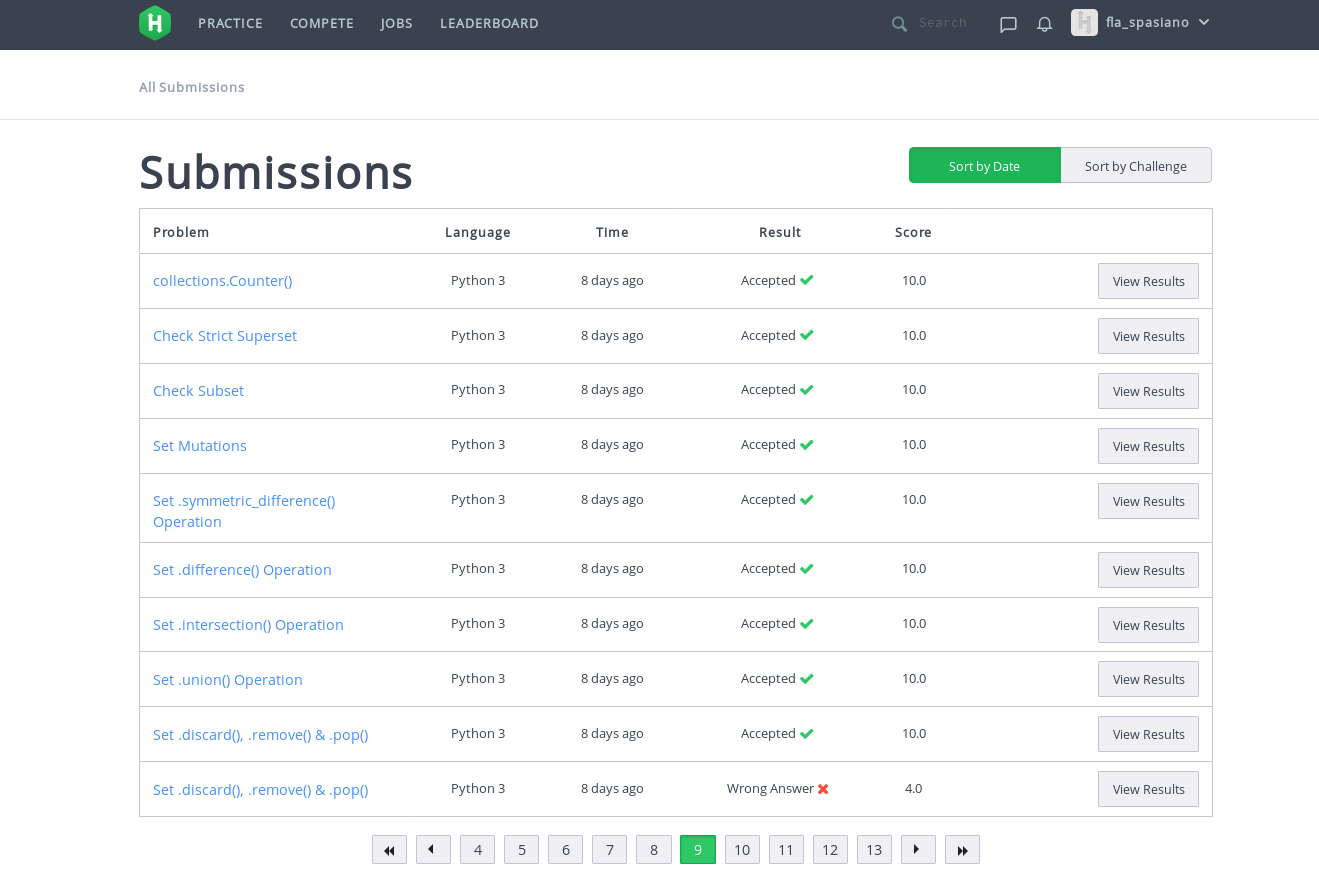 H PRACTICE COMPETE JOBS LEADERBOARD Search fla_spasiano
All Submissions
Submissions
Sort by Date Sort by Challenge
Problem Language Time Result Score
collections.Counter() Python 3 8 days ago Accepted 10.0 View Results
Check Strict Superset Python 3 8 days ago Accepted 10.0 View Results
Check Subset Python 3 8 days ago Accepted 10.0 View Results
Set Mutations Python 3 8 days ago Accepted 10.0 View Results
Set .symmetric_difference() Python 3 8 days ago Accepted 10.0 View Results
Operation
Set .difference() Operation Python 3 8 days ago Accepted 10.0 View Results
Set .intersection() Operation Python 3 8 days ago Accepted 10.0 View Results
Set .union() Operation Python 3 8 days ago Accepted 10.0 View Results
Set .discard(), .remove() & .pop() Python 3 8 days ago Accepted 10.0 View Results
Set .discard(), .remove() & .pop() Python 3 8 days ago Wrong Answer 4.0 View Results
4 5 6 7 8 9 10 11 12 13